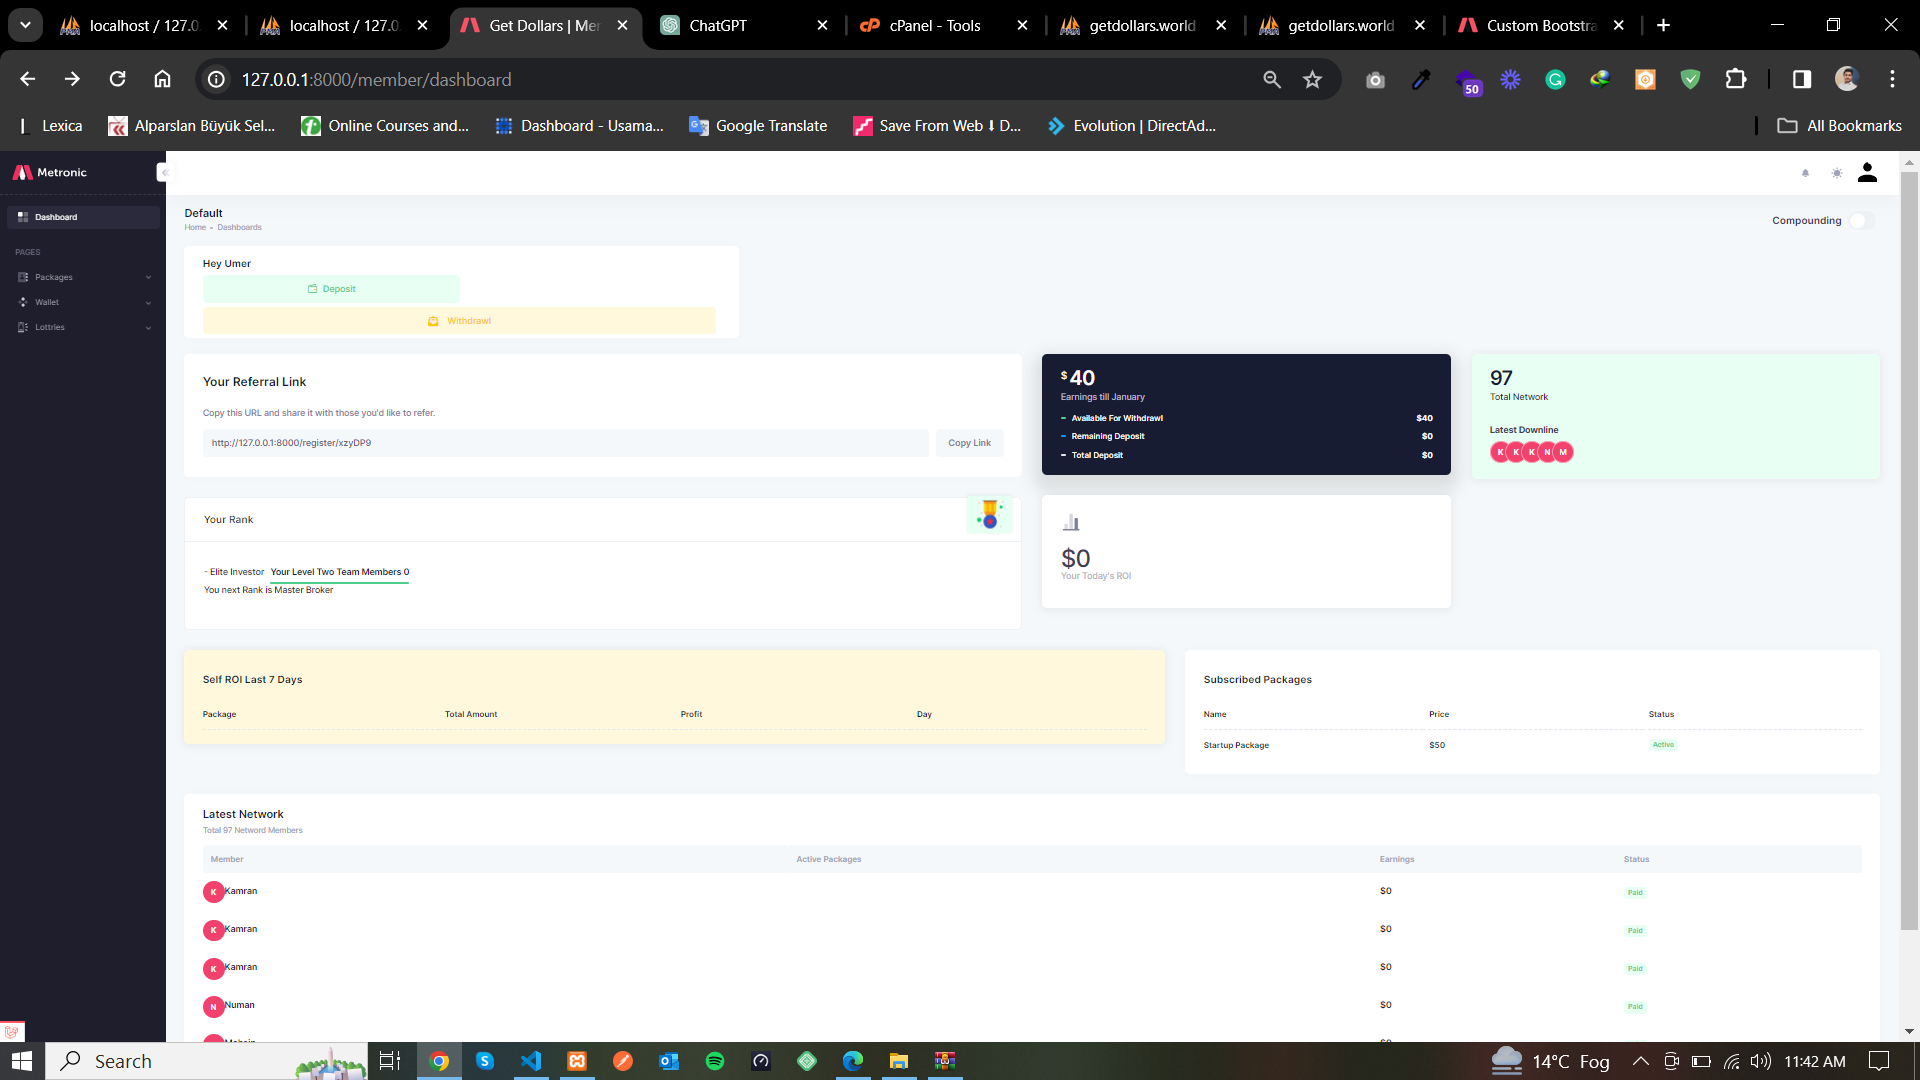 localhost / 127.0.
localhost / 127.0.
Get Dollars | Mer
ChatGPT
cPanel - Tools
getdollars.world
getdollars.world
Custom Bootstra
127.0.0.1:8000/member/dashboard
50
Lexica
Alparslan Büyük Sel...
Online Courses and...
Dashboard - Usama...
Google Translate
Save From Web ⬇ D...
Evolution | DirectAd...
All Bookmarks
Metronic
Dashboard
PAGES
Packages
Wallet
Lottries
Default
Home - Dashboards
Compounding
Hey Umer
Deposit
Withdrawl
Your Referral Link
Copy this URL and share it with those you'd like to refer.
http://127.0.0.1:8000/register/xzyDP9
Copy Link
$40
Earnings till January
Available For Withdrawl $40
Remaining Deposit $0
Total Deposit $0
97
Total Network
Latest Downline
K K K N M
Your Rank
- Elite Investor Your Level Two Team Members 0
You next Rank is Master Broker
$0
Your Today's ROI
Self ROI Last 7 Days
Package Total Amount Profit Day
Subscribed Packages
Name Price Status
Startup Package $50 Active
Latest Network
Total 97 Netword Members
Member Active Packages Earnings Status
K Kamran $0 Paid
K Kamran $0 Paid
K Kamran $0 Paid
N Numan $0 Paid
Search
14°C Fog
11:42 AM